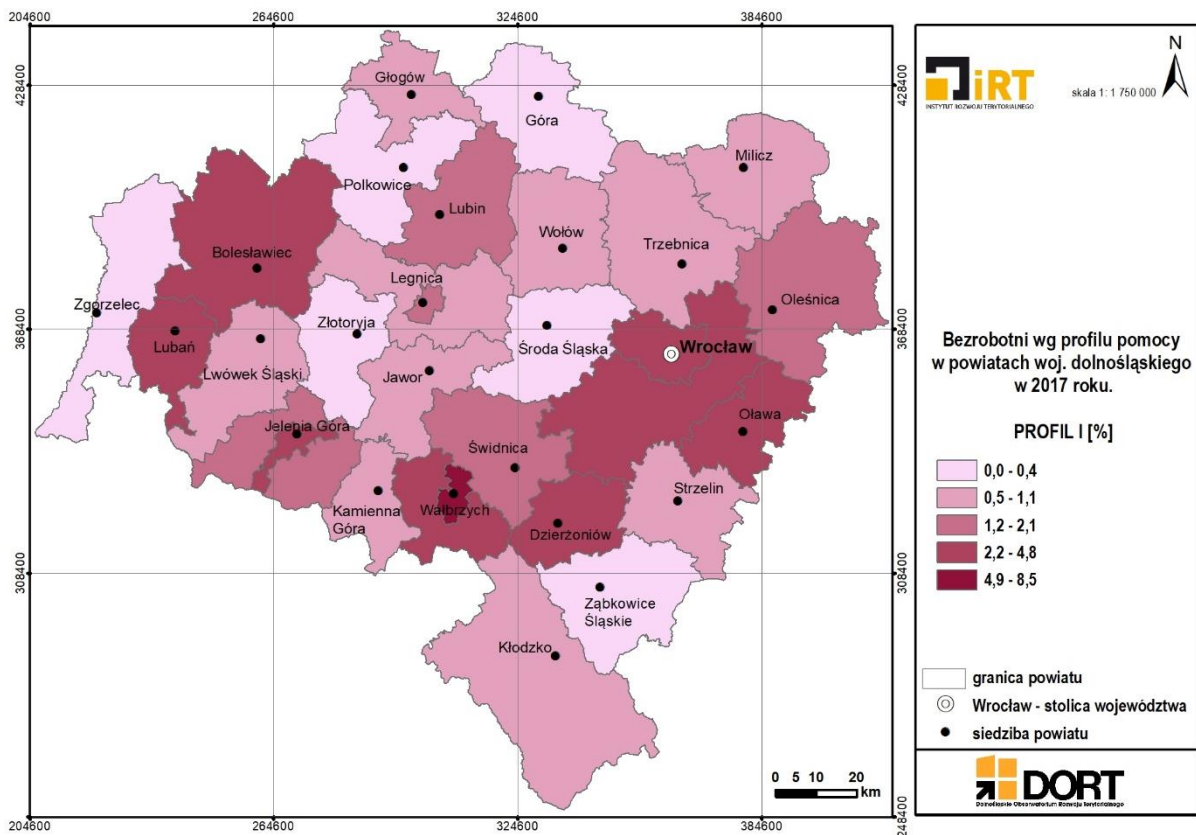 204600
264600
324600
384600
428400
368400
308400
248400
428400
368400
308400
248400
204600
264600
324600
384600
Głogów
Góra
Polkowice
Milicz
Lubin
Bolesławiec
Wołów
Trzebnica
Legnica
Oleśnica
Zgorzelec
Złotoryja
Środa Śląska
Wrocław
Lubań
Lwówek Śląski
Jawor
Jelenia Góra
Oława
Świdnica
Strzelin
Kamienna
Góra
Wałbrzych
Dzierżoniów
Ząbkowice
Śląskie
Kłodzko
0 5 10 20
km
iRT
INSTYTUT ROZWOJU TERYTORIALNEGO
N
skala 1: 1 750 000
Bezrobotni wg profilu pomocy
w powiatach woj. dolnośląskiego
w 2017 roku.
PROFIL I [%]
0,0 - 0,4
0,5 - 1,1
1,2 - 2,1
2,2 - 4,8
4,9 - 8,5
granica powiatu
Wrocław - stolica województwa
siedziba powiatu
DORT
Dolnośląskie Obserwatorium Rozwoju Terytorialnego